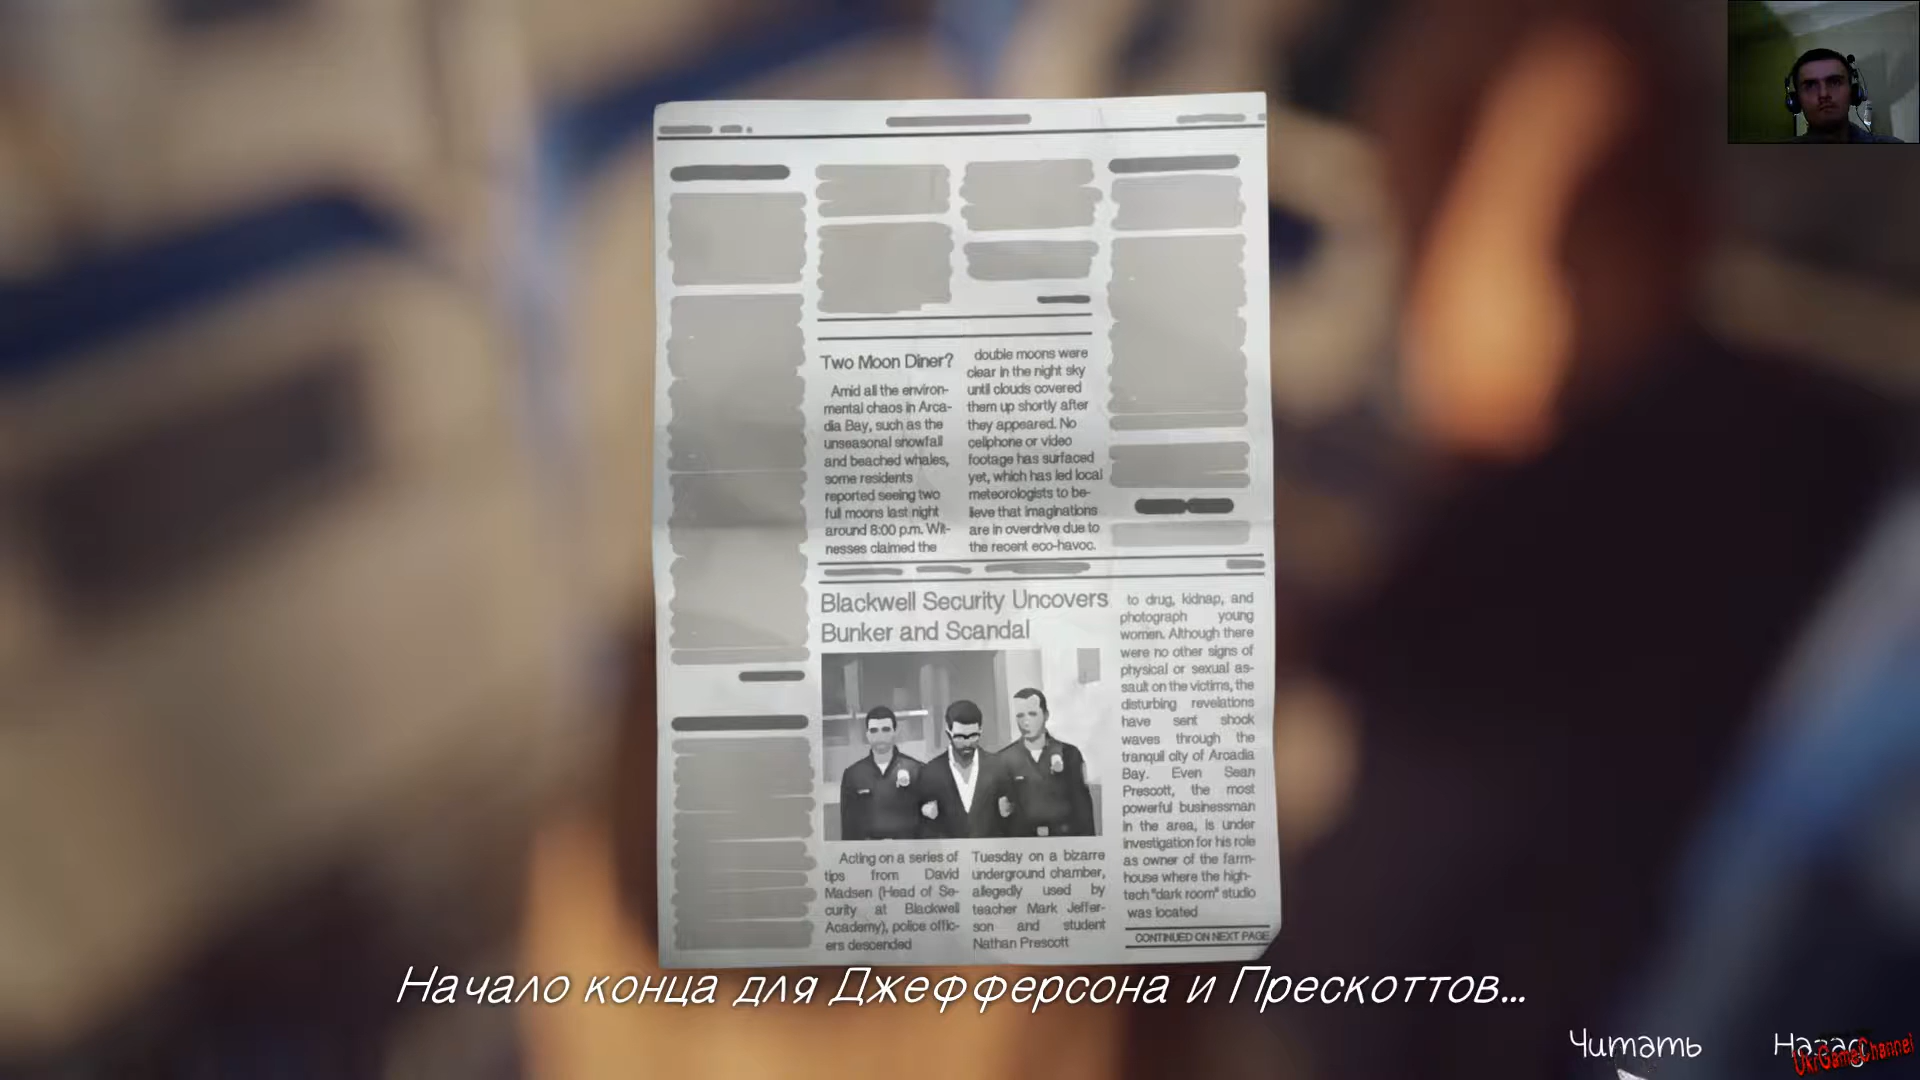 Two Moon Diner?
Amid all the environ-
mental chaos in Arca-
dia Bay, such as the
unseasonal snowfall
and beached whales,
some residents
reported seeing two
full moons last night
around 8:00 p.m. Wit-
nesses claimed the
double moons were
clear in the night sky
until clouds covered
them up shortly after
they appeared. No
cellphone or video
footage has surfaced
yet, which has led local
meteorologists to be-
lieve that imaginations
are in overdrive due to
the recent eco-havoc.
Blackwell Security Uncovers
Bunker and Scandal
Acting on a series of
tips from David
Madsen (Head of Se-
curity at Blackwell
Academy), police offic-
ers descended
Tuesday on a bizarre
underground chamber,
allegedly used by
teacher Mark Jeffer-
son and student
Nathan Prescott
to drug, kidnap, and
photograph young
women. Although there
were no other signs of
physical or sexual as-
sault on the victims, the
disturbing revelations
have sent shock
waves through the
tranquil city of Arcadia
Bay. Even Sean
Prescott, the most
powerful businessman
in the area, is under
investigation for his role
as owner of the farm-
house where the high-
tech "dark room" studio
was located
CONTINUED ON NEXT PAGE
Начало конца для Джефферсона и Прескоттов...
Читать Назад
UkrGameChannel